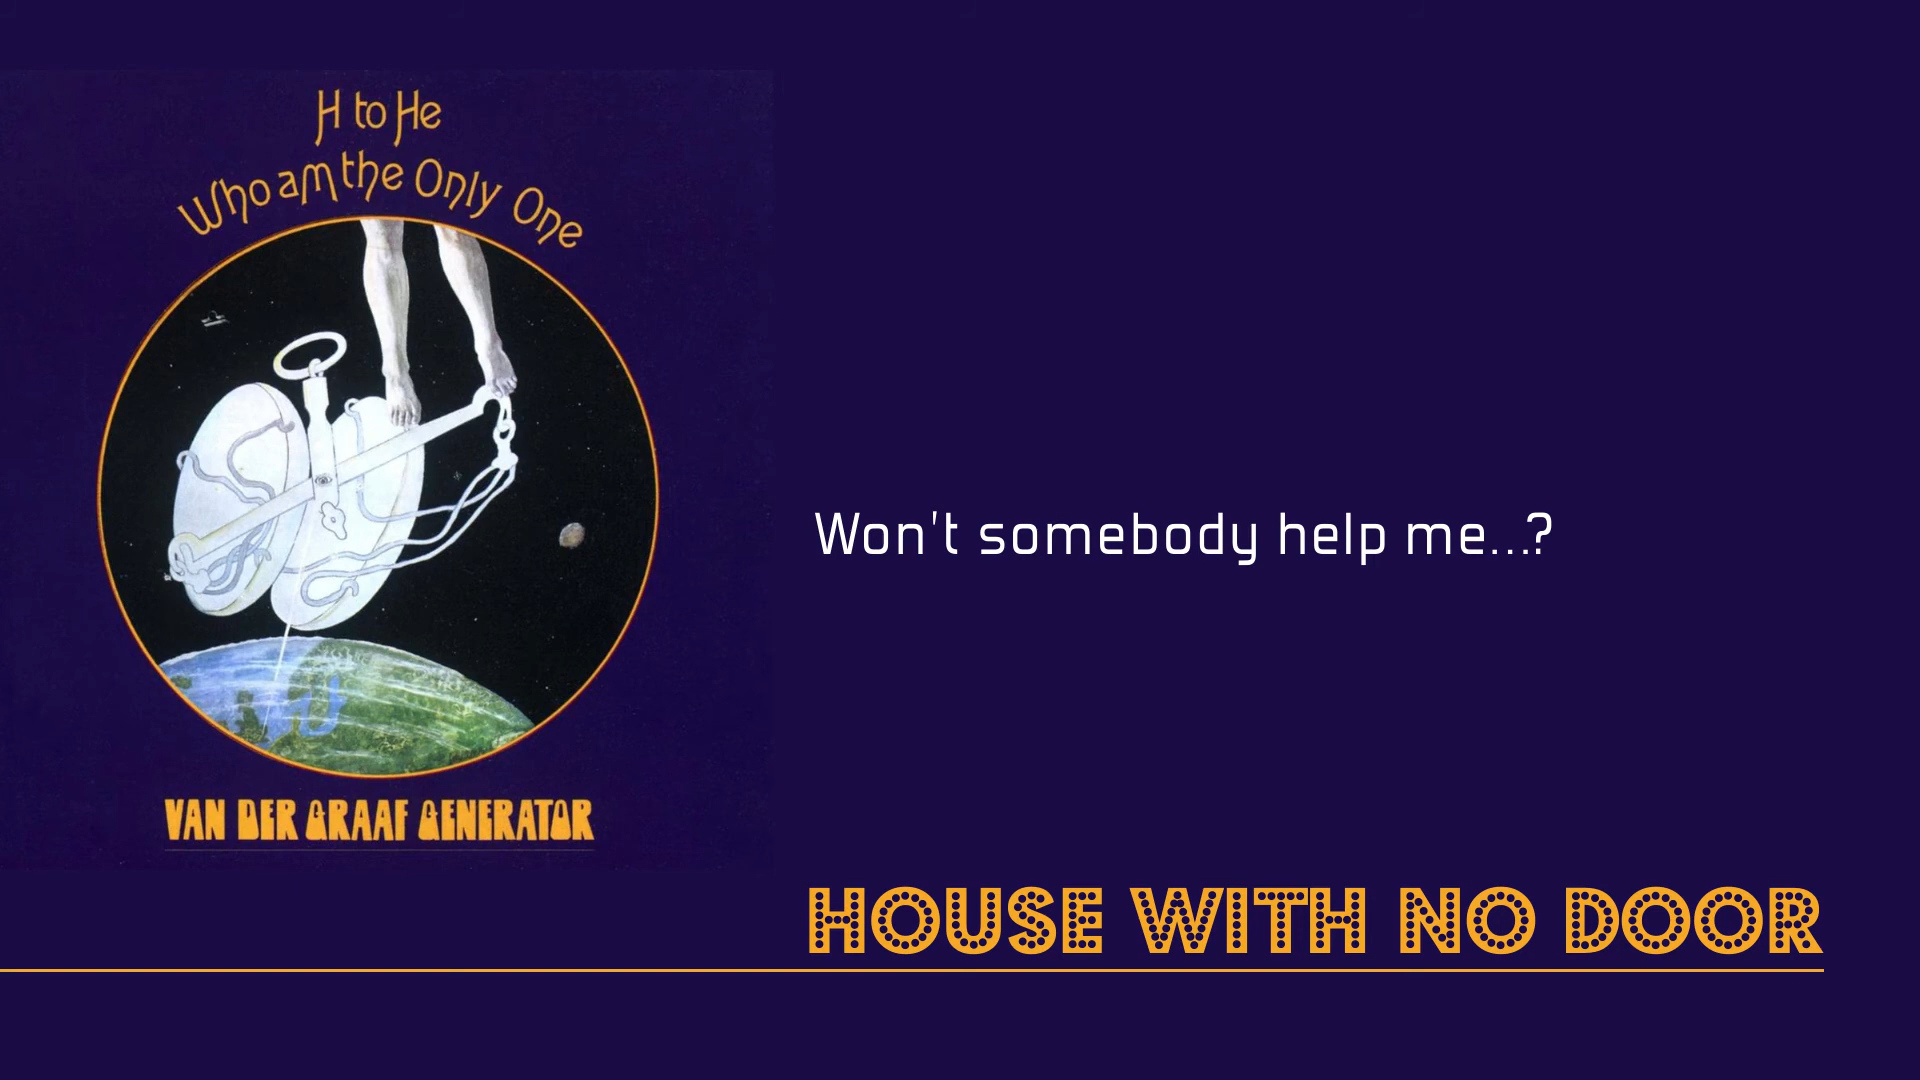 H to He
Who am the Only One
VAN DER GRAAF GENERATOR
Won't somebody help me...?
HOUSE WITH NO DOOR